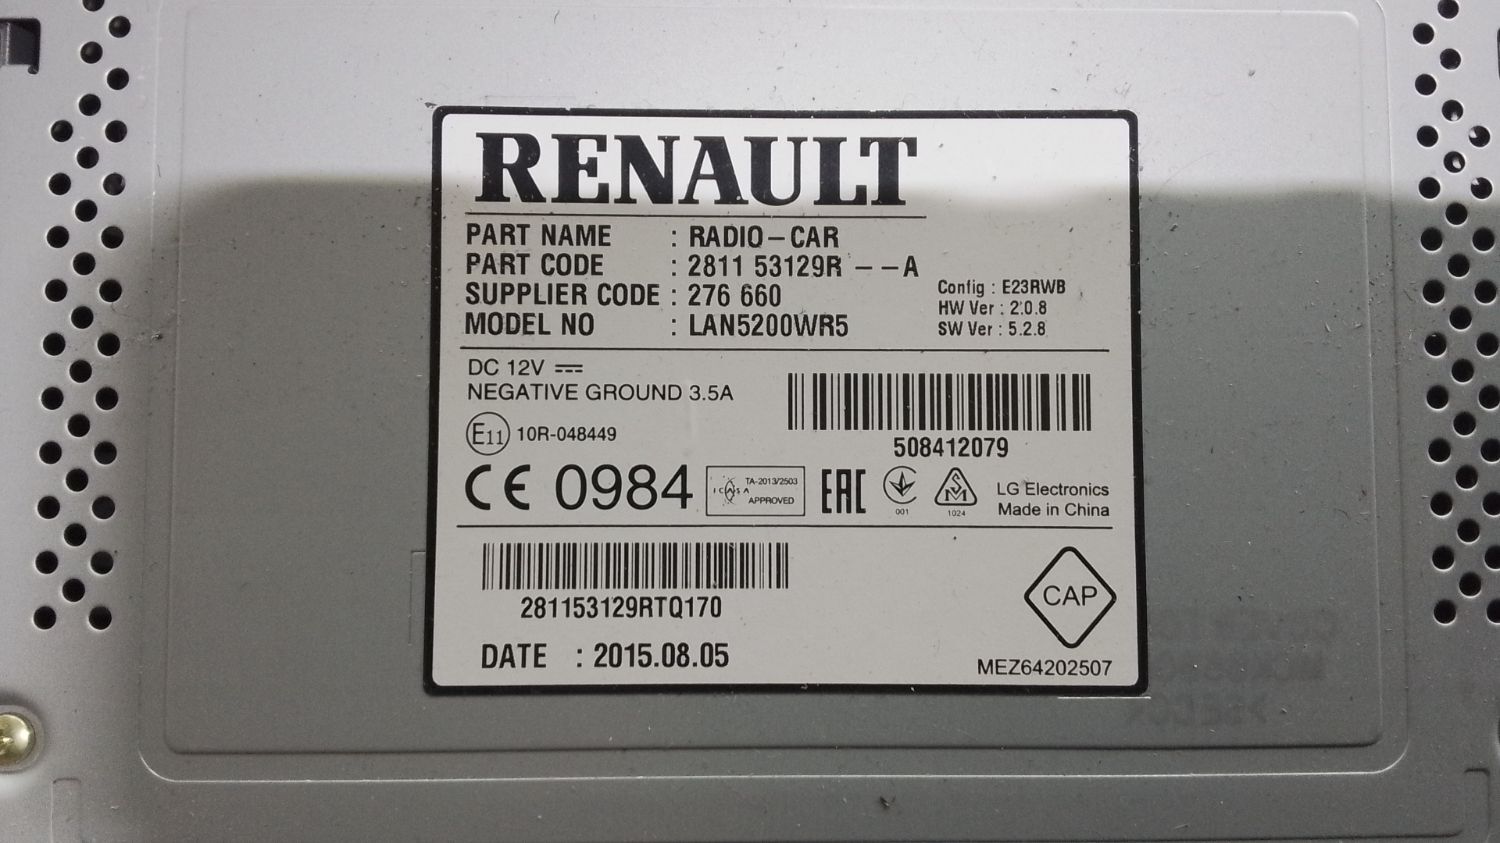 RENAULT
PART NAME : RADIO-CAR
PART CODE : 2811 53129R --A
SUPPLIER CODE : 276 660
MODEL NO : LAN5200WR5
Config : E23RWB
HW Ver : 2.0.8
SW Ver : 5.2.8
DC 12V
NEGATIVE GROUND 3.5A
508412079
E11 10R-048449
CE 0984
ICASA
TA-2013/2503
APPROVED
EAC
001
SM
1024
LG Electronics
Made in China
281153129RTQ170
CAP
DATE : 2015.08.05
MEZ64202507